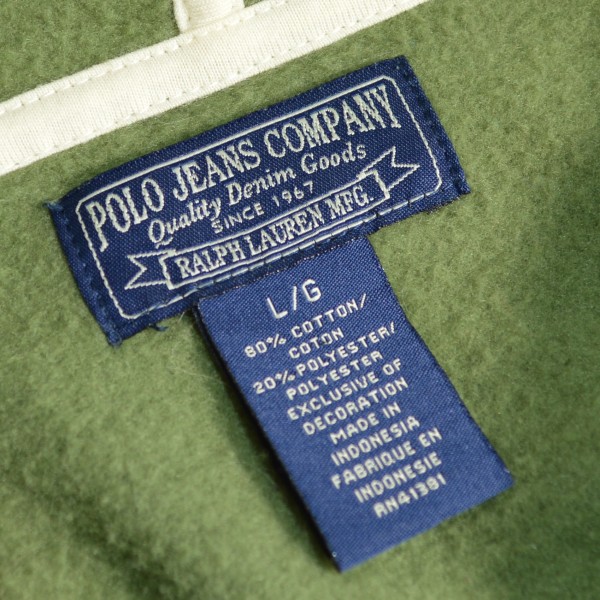 POLO JEANS COMPANY
Quality Denim Goods
SINCE 1967
RALPH LAUREN MFG.
L/G
80% COTTON/
COTON
20% POLYESTER/
POLYESTER
EXCLUSIVE OF
DECORATION
MADE IN
INDONESIA
FABRIQUE EN
INDONESIE
RN41381